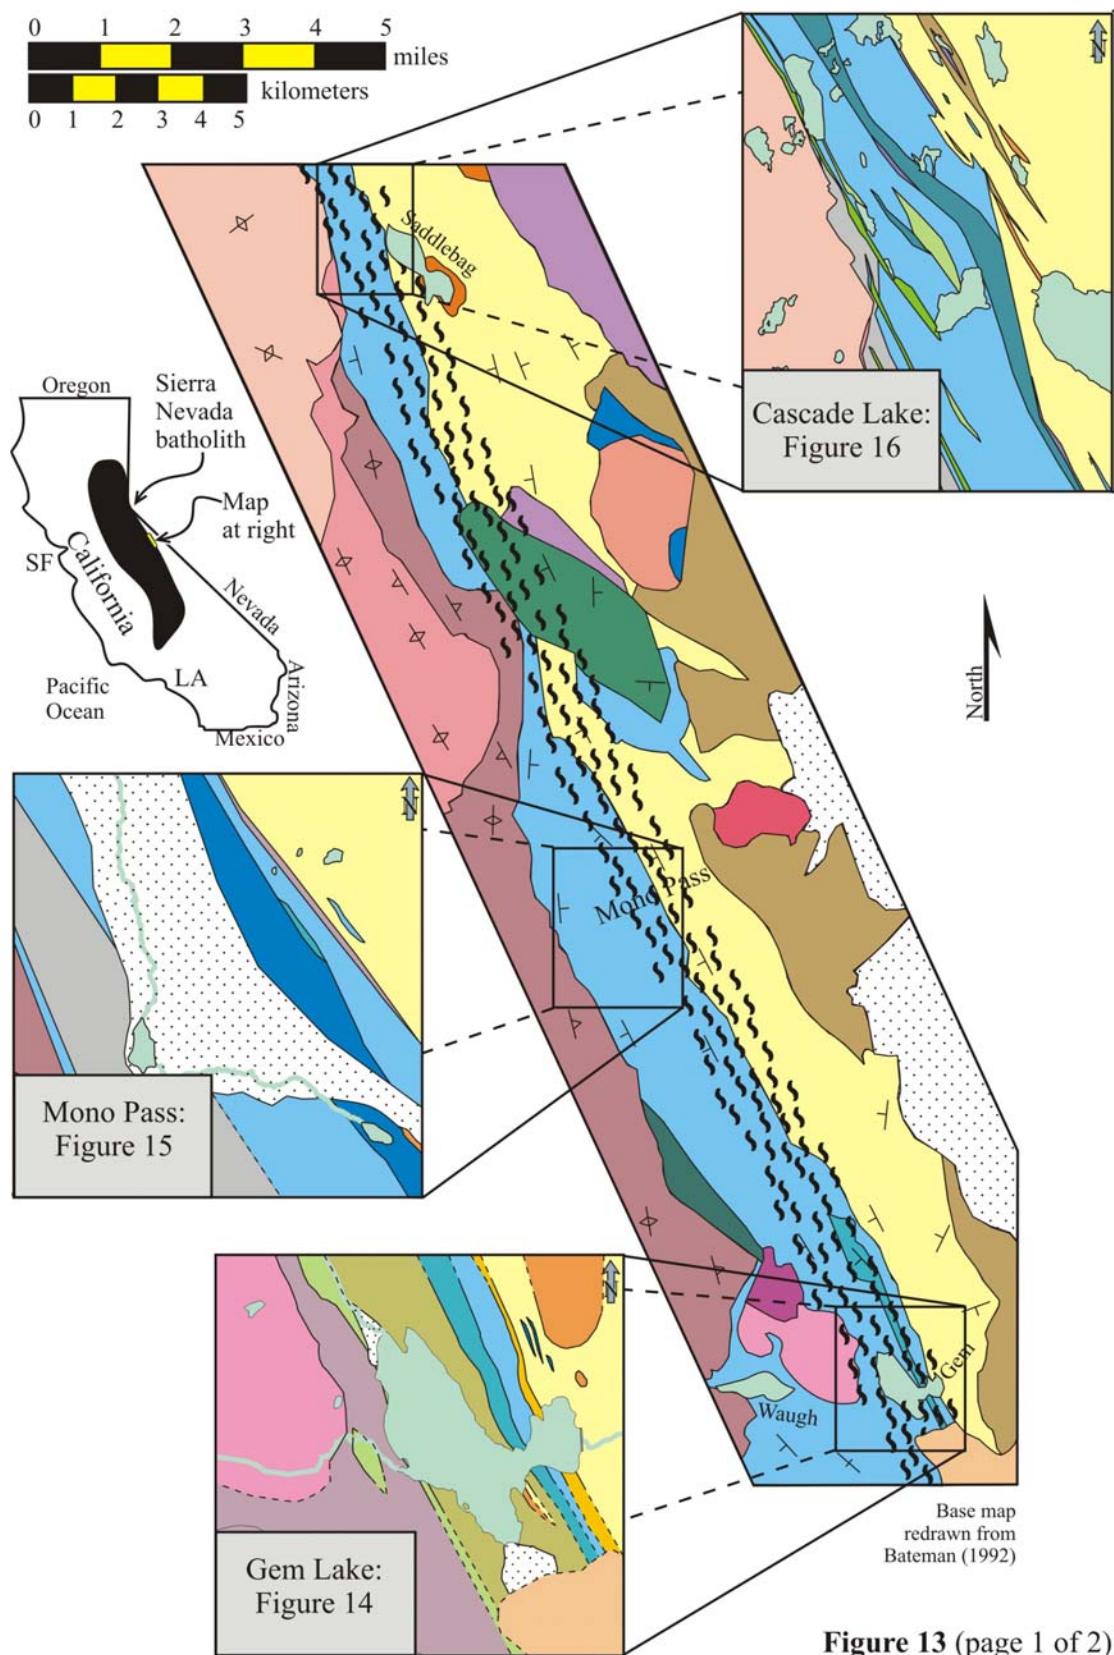 0 1 2 3 4 5
miles
kilometers
0 1 2 3 4 5
N
Cascade Lake:
Figure 16
Saddlebag
Oregon
Sierra
Nevada
batholith
Map
at right
SF
California
Nevada
LA
Pacific
Ocean
Arizona
Mexico
North
N
Mono Pass:
Figure 15
Mono Pass
N
Gem Lake:
Figure 14
Gem
Waugh
Base map
redrawn from
Bateman (1992)
Figure 13 (page 1 of 2)